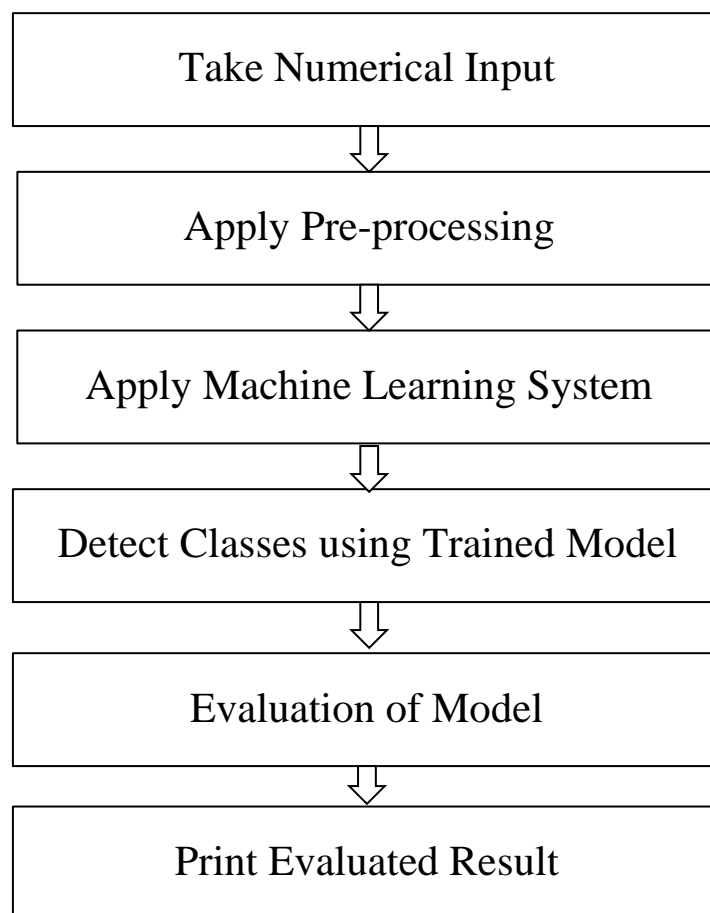 Take Numerical Input
Apply Pre-processing
Apply Machine Learning System
Detect Classes using Trained Model
Evaluation of Model
Print Evaluated Result